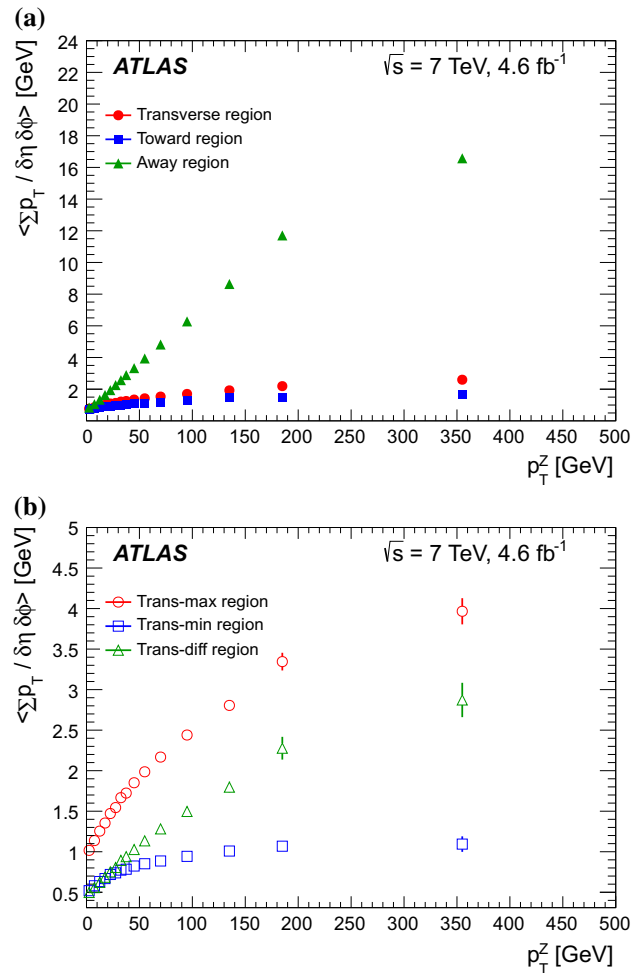 (a)
<Σp_T / δη δφ> [GeV]
24
22
20
18
16
14
12
10
8
6
4
2
ATLAS
√s = 7 TeV, 4.6 fb⁻¹
Transverse region
Toward region
Away region
0 50 100 150 200 250 300 350 400 450 500
p_T^Z [GeV]
(b)
<Σp_T / δη δφ> [GeV]
5
4.5
4
3.5
3
2.5
2
1.5
1
0.5
ATLAS
√s = 7 TeV, 4.6 fb⁻¹
Trans-max region
Trans-min region
Trans-diff region
0 50 100 150 200 250 300 350 400 450 500
p_T^Z [GeV]